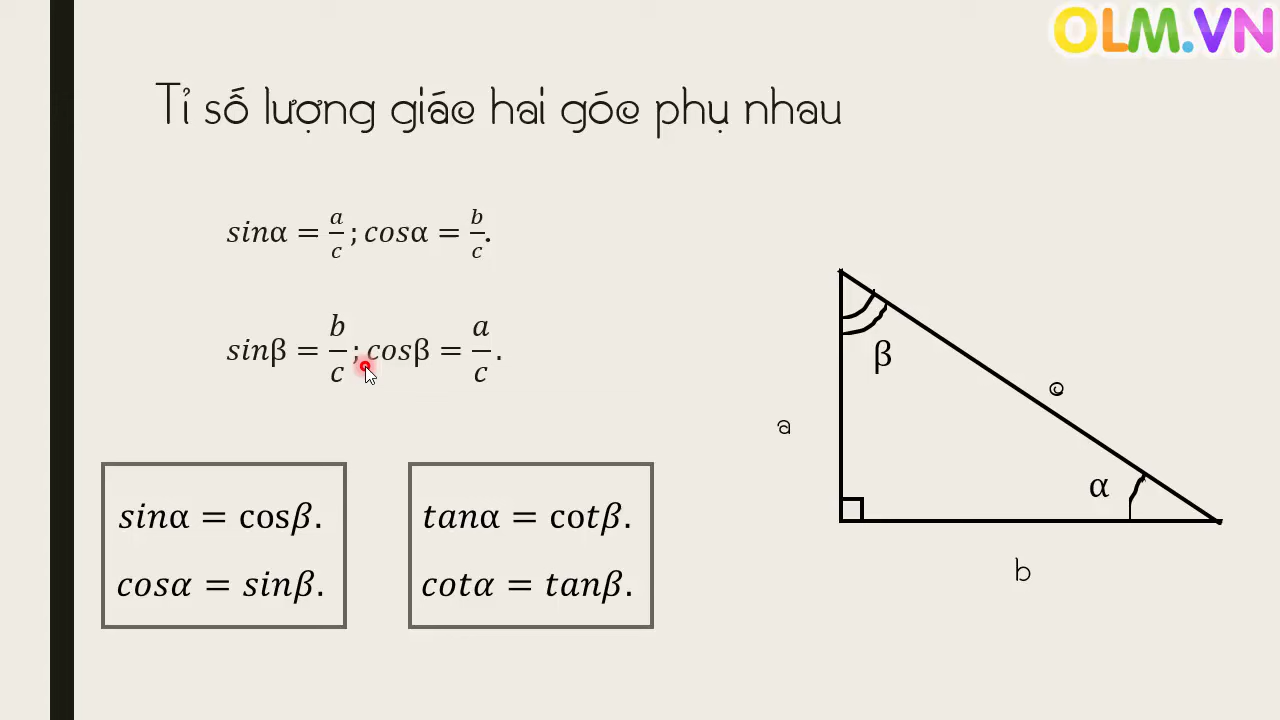 OLM.VN
Tỉ số lượng giác hai góc phụ nhau
sinα = a/c ; cosα = b/c.
sinβ = b/c ; cosβ = a/c.
sinα = cosβ.
cosα = sinβ.
tanα = cotβ.
cotα = tanβ.
β
c
a
α
b